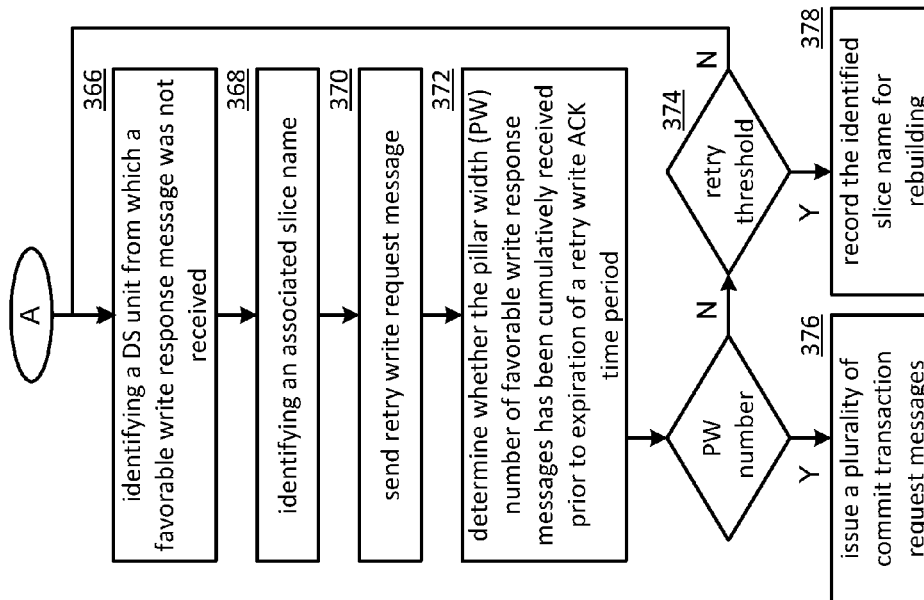 A
366
identifying a DS unit from which a
favorable write response message was not
received
368
identifying an associated slice name
370
send retry write request message
372
determine whether the pillar width (PW)
number of favorable write response
messages has been cumulatively received
prior to expiration of a retry write ACK
time period
PW
number
N
Y
374
retry
threshold
N
Y
376
issue a plurality of
commit transaction
request messages
378
record the identified
slice name for
rebuilding